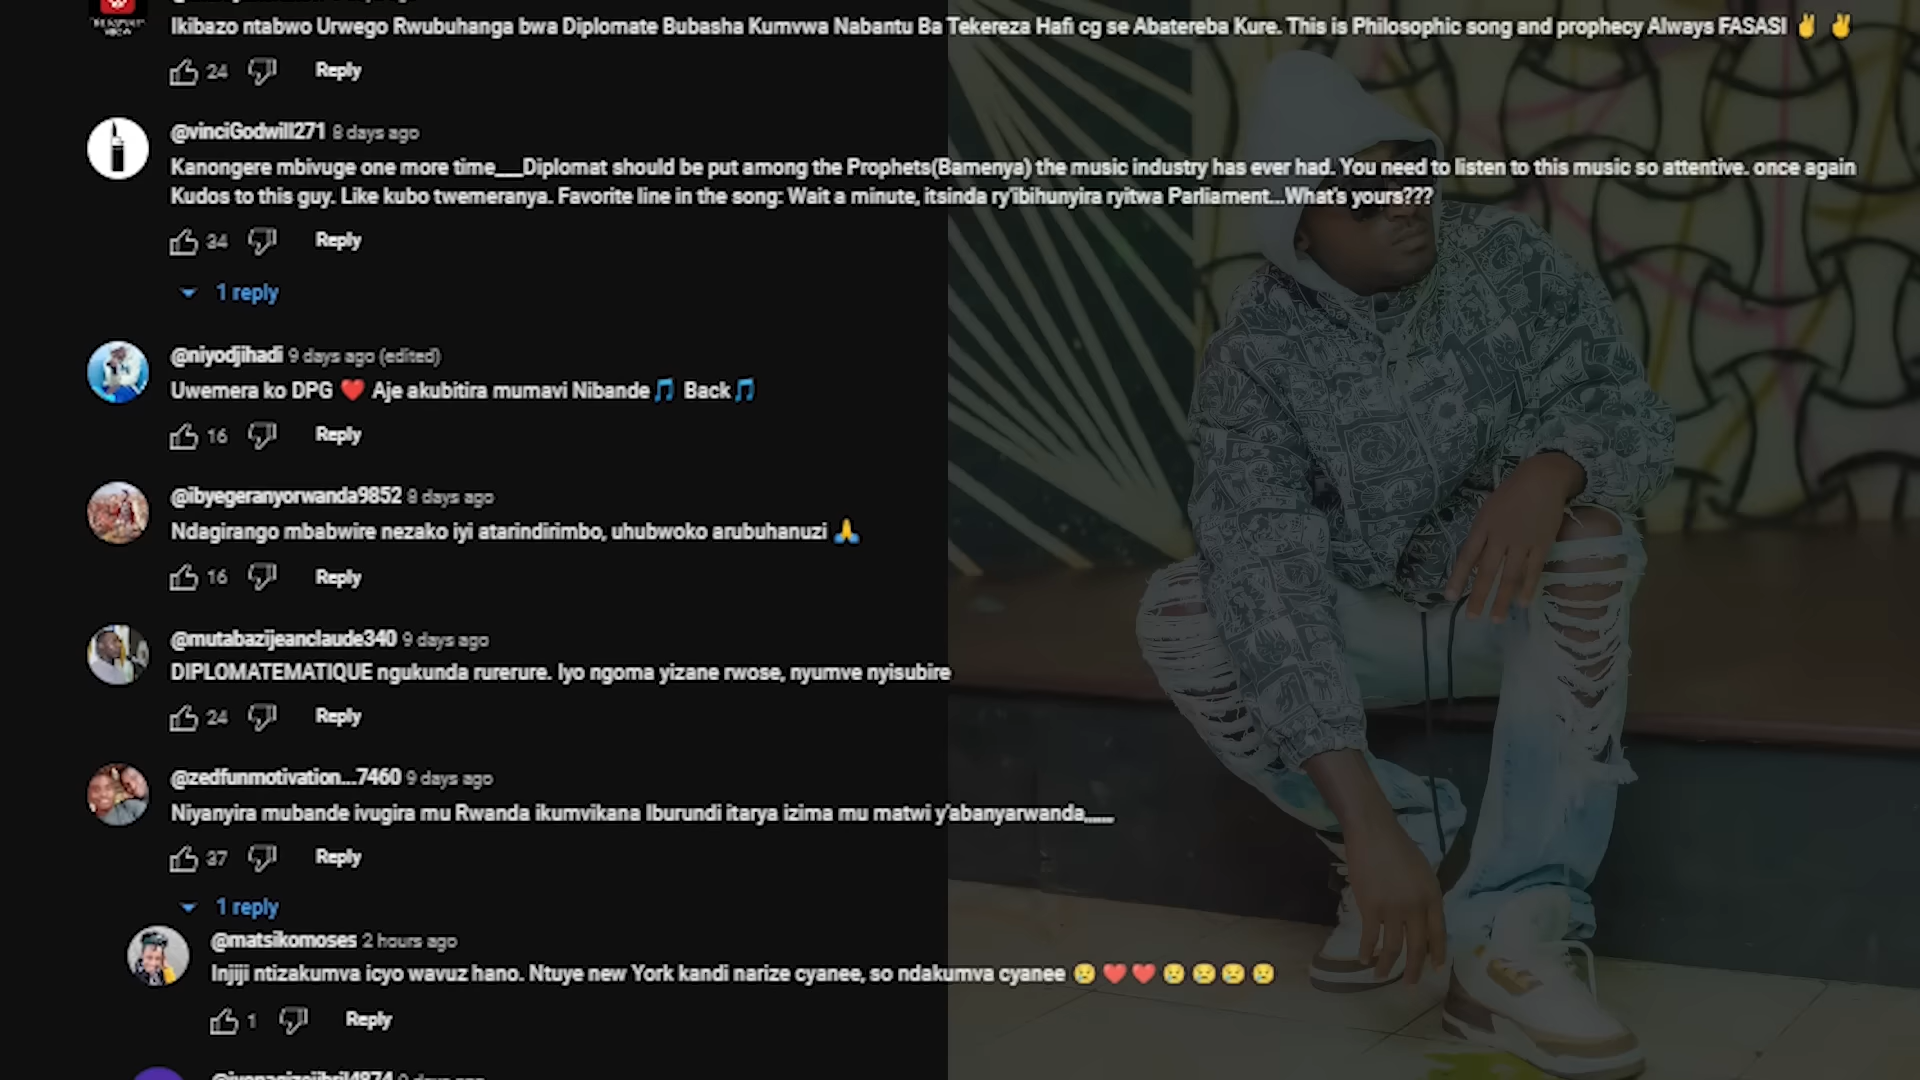 Ikibazo ntabwo Urwego Rwubuhanga bwa Diplomate Bubasha Kumvwa Nabantu Ba Tekereza Hafi cg se Abatereba Kure. This is Philosophic song and prophecy Always FASASI ✌ ✌
24 Reply
@vinciGodwill271 8 days ago
Kanongere mbivuge one more time__Diplomat should be put among the Prophets(Bamenya) the music industry has ever had. You need to listen to this music so attentive. once again
Kudos to this guy. Like kubo twemeranya. Favorite line in the song: Wait a minute, itsinda ry'ibihunyira ryitwa Parliament...What's yours???
34 Reply
1 reply
@niyodjihadi 9 days ago (edited)
Uwemera ko DPG ❤️ Aje akubitira mumavi Nibande🎵 Back🎵
16 Reply
@ibyegeranyorwanda9852 8 days ago
Ndagirango mbabwire nezako iyi atarindirimbo, uhubwoko arubuhanuzi 🙏
16 Reply
@mutabazijeanclaude340 9 days ago
DIPLOMATEMATIQUE ngukunda rurerure. Iyo ngoma yizane rwose, nyumve nyisubire
24 Reply
@zedfunmotivation...7460 9 days ago
Niyanyira mubande ivugira mu Rwanda ikumvikana Iburundi itarya izima mu matwi y'abanyarwanda......
37 Reply
1 reply
@matsikomoses 2 hours ago
Injiji ntizakumva icyo wavuz hano. Ntuye new York kandi narize cyanee, so ndakumva cyanee 😢❤️❤️😢😢😢😢
1 Reply